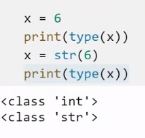 x = 6
print(type(x))
x = str(6)
print(type(x))
<class 'int'>
<class 'str'>